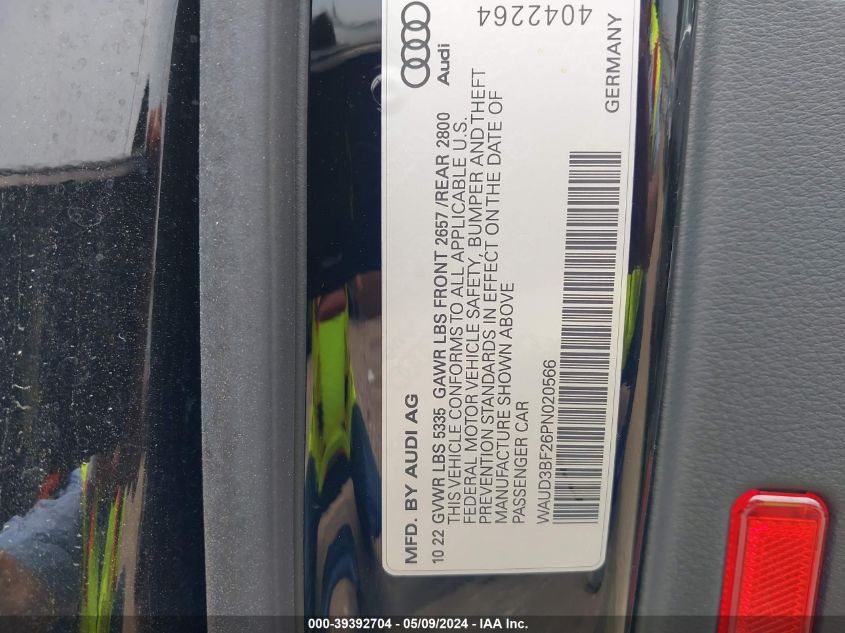 4042264
Audi
MFD. BY AUDI AG
10 22 GVWR LBS 5335 GAWR LBS FRONT 2657 /REAR 2800
THIS VEHICLE CONFORMS TO ALL APPLICABLE U.S.
FEDERAL MOTOR VEHICLE SAFETY, BUMPER AND THEFT
PREVENTION STANDARDS IN EFFECT ON THE DATE OF
MANUFACTURE SHOWN ABOVE
PASSENGER CAR
WAUD3BF26PN020566
GERMANY
000-39392704 - 05/09/2024 - IAA Inc.